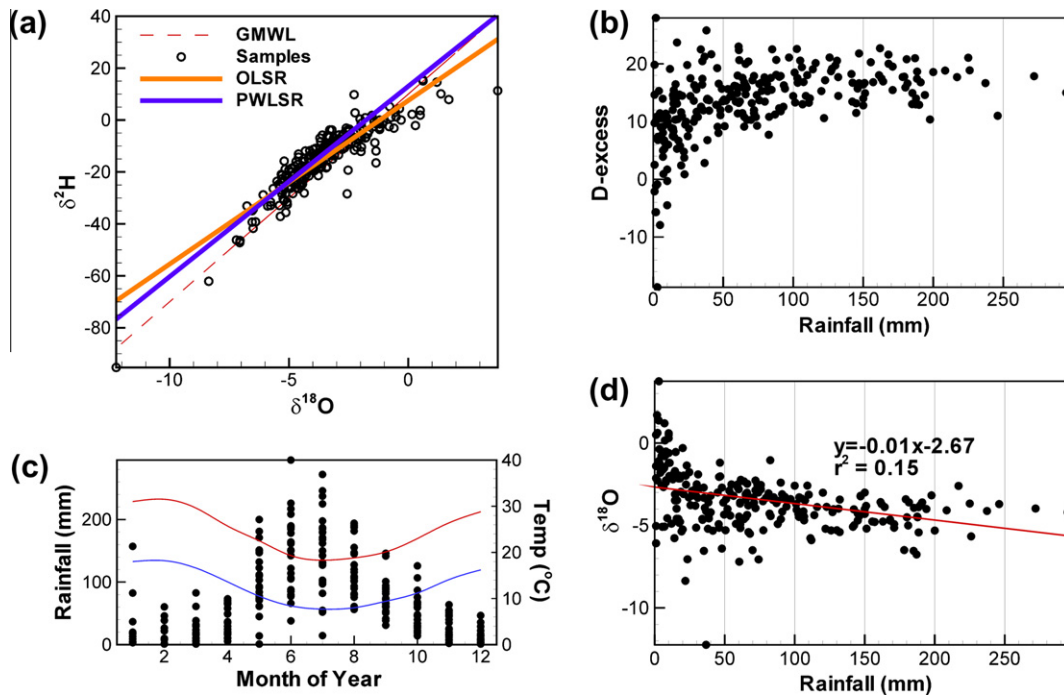 (a)
GMWL
Samples
OLSR
PWLSR
40
20
0
-20
-40
-60
-80
δ²H
-10
-5
0
δ¹⁸O
(b)
20
10
0
-10
D-excess
0
50
100
150
200
250
Rainfall (mm)
(c)
200
100
0
Rainfall (mm)
40
30
20
10
0
Temp (°C)
2
4
6
8
10
12
Month of Year
(d)
y=-0.01x-2.67
r² = 0.15
0
-5
-12
δ¹⁸O
0
50
100
150
200
250
Rainfall (mm)